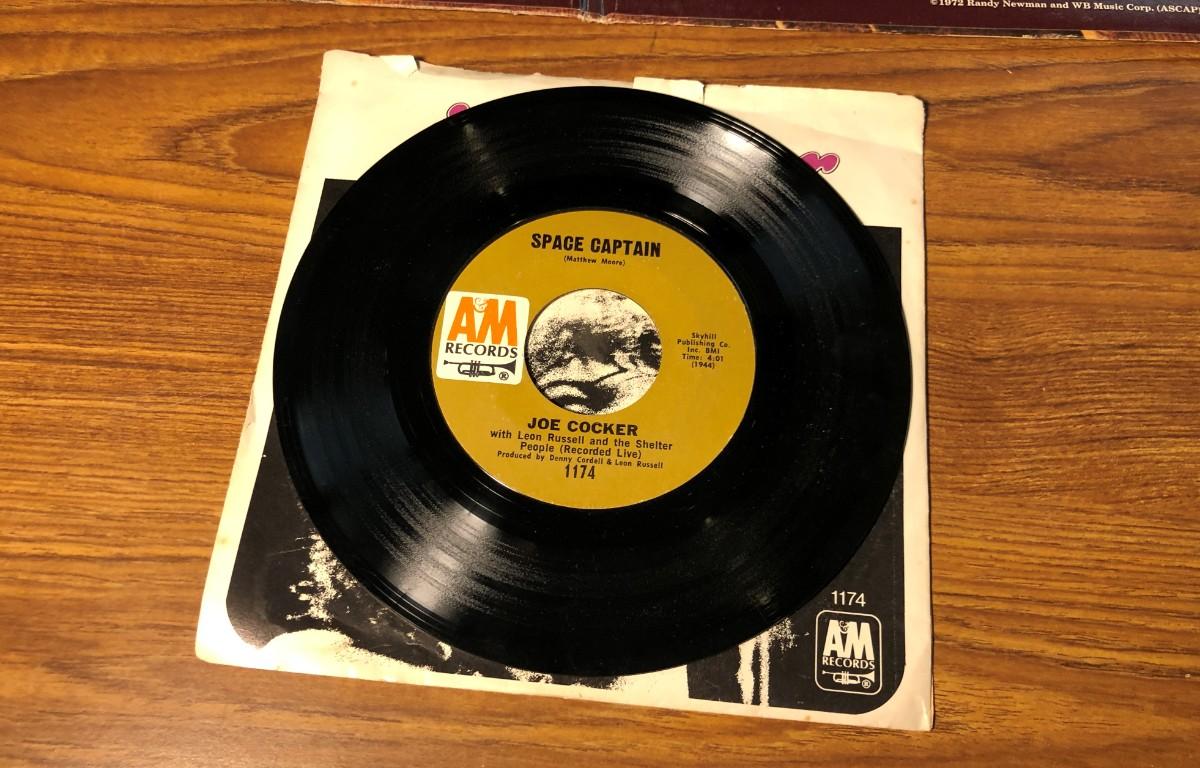 ©1972 Randy Newman and WB Music Corp. (ASCAP
SPACE CAPTAIN
(Matthew Moore)
A&M
RECORDS
®
Skyhill
Publishing Co.
Inc. BMI
Time: 4:01
(1944)
JOE COCKER
with Leon Russell and the Shelter
People (Recorded Live)
Produced by Denny Cordell & Leon Russell
1174
1174
A&M
RECORDS
®